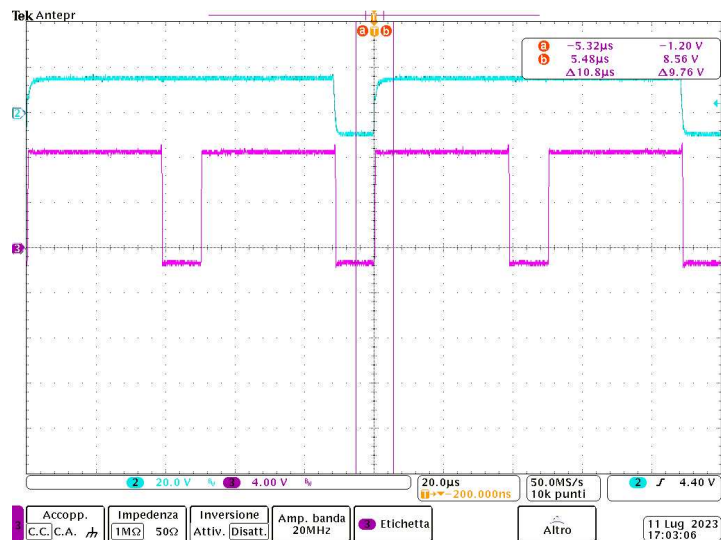 Tek Antepr
a T b
a −5.32µs −1.20 V
b 5.48µs 8.56 V
Δ10.8µs Δ9.76 V
2
3
2 20.0 V 3 4.00 V
20.0µs
T→▼−200.000ns
50.0MS/s
10k punti
2 ∫ 4.40 V
3
Accopp.
C.C. C.A.
Impedenza
1MΩ 50Ω
Inversione
Attiv. Disatt.
Amp. banda
20MHz
3 Etichetta
Altro
11 Lug 2023
17:03:06